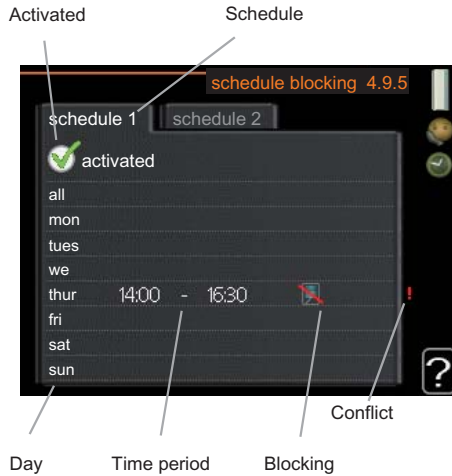 Activated Schedule
schedule blocking 4.9.5
schedule 1 schedule 2
activated
all
mon
tues
we
thur 14:00 - 16:30 !
fri
sat
sun
?
Conflict
Day Time period Blocking